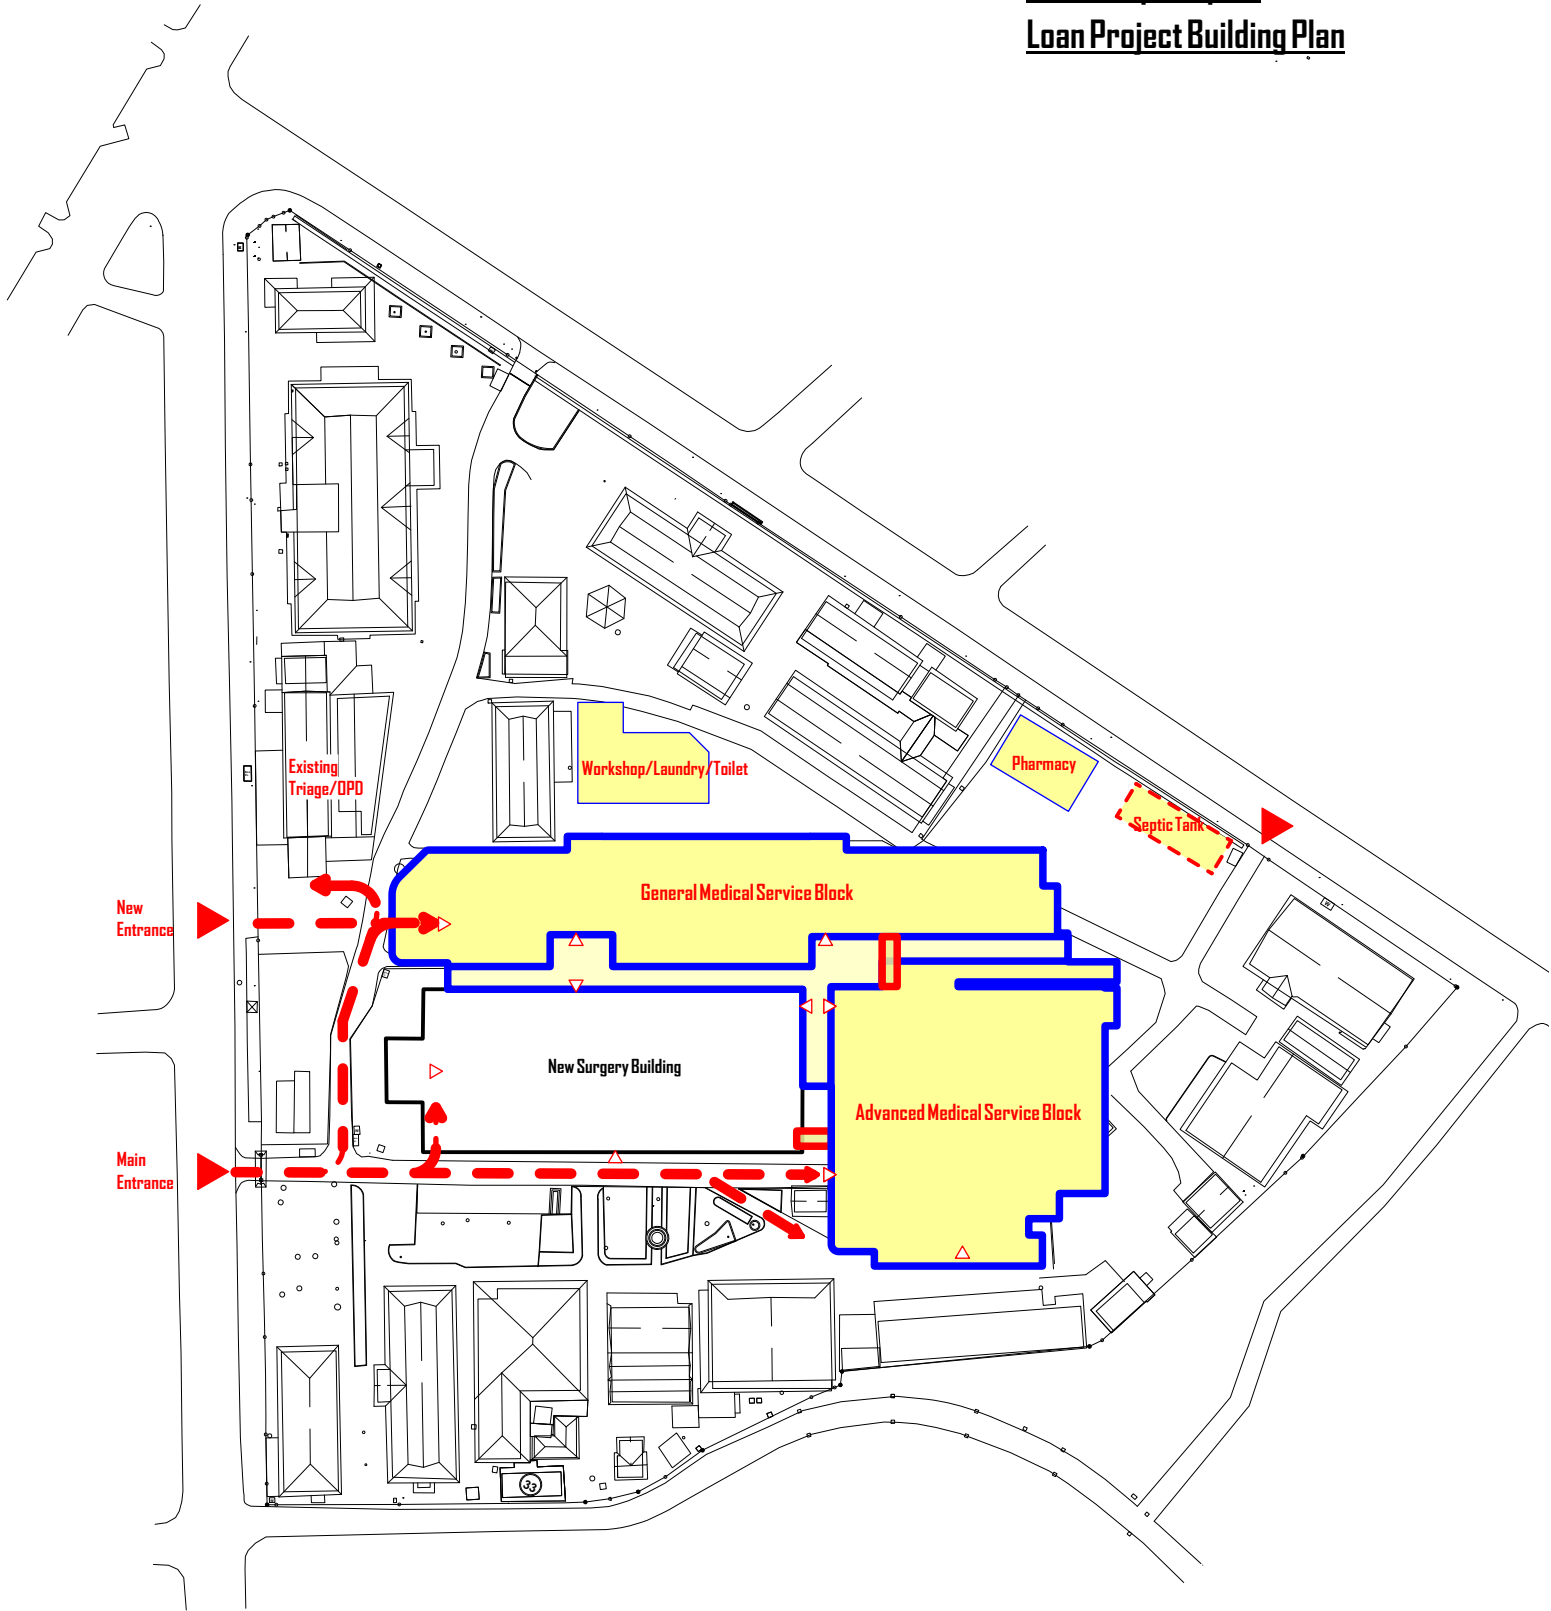 Loan Project Building Plan
Existing
Triage/OPD
Workshop/Laundry/Toilet
Pharmacy
Septic Tank
General Medical Service Block
New
Entrance
New Surgery Building
Advanced Medical Service Block
Main
Entrance
33